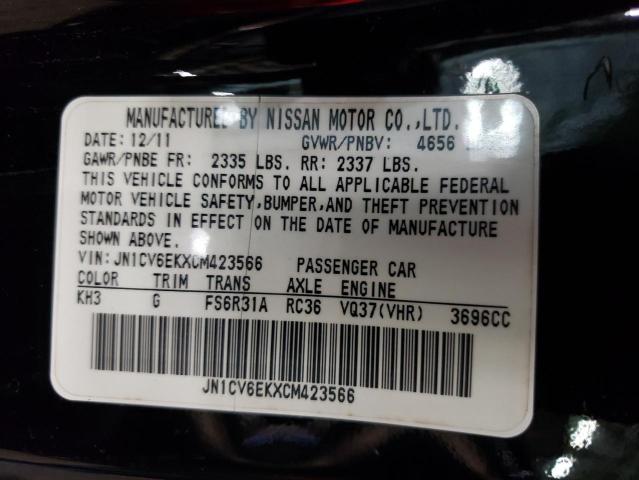 MANUFACTURED BY NISSAN MOTOR CO.,LTD.
DATE: 12/11 GVWR/PNBV: 4656
GAWR/PNBE FR: 2335 LBS. RR: 2337 LBS.
THIS VEHICLE CONFORMS TO ALL APPLICABLE FEDERAL
MOTOR VEHICLE SAFETY,BUMPER,AND THEFT PREVENTION
STANDARDS IN EFFECT ON THE DATE OF MANUFACTURE
SHOWN ABOVE.
VIN:JN1CV6EKXCM423566 PASSENGER CAR
COLOR TRIM TRANS AXLE ENGINE
KH3 G FS6R31A RC36 VQ37(VHR) 3696CC
JN1CV6EKXCM423566